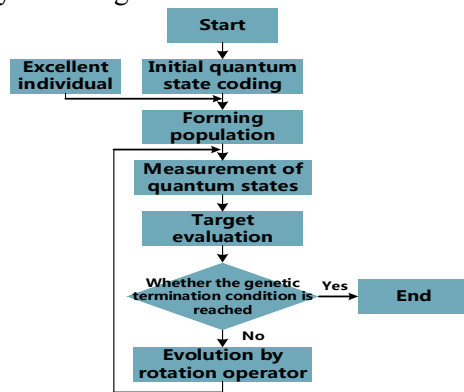 Start
Excellent
individual
Initial quantum
state coding
Forming
population
Measurement of
quantum states
Target
evaluation
Whether the genetic
termination condition is
reached
Yes
End
No
Evolution by
rotation operator